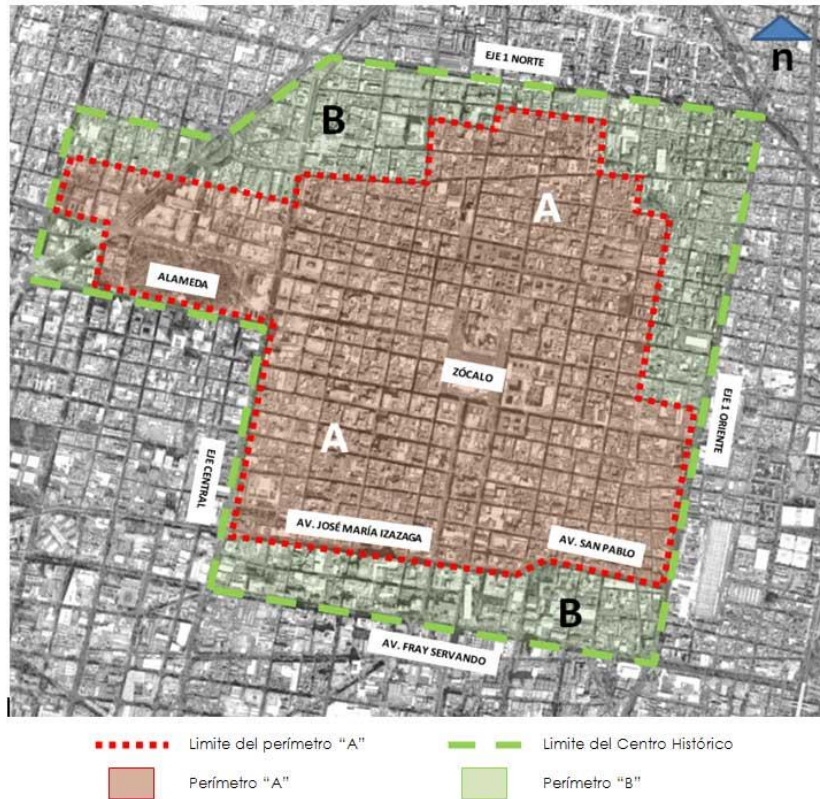 EJE 1 NORTE
n
B
A
ALAMEDA
ZÓCALO
EJE 1 ORIENTE
A
EJE CENTRAL
AV. JOSÉ MARÍA IZAZAGA
AV. SAN PABLO
B
AV. FRAY SERVANDO
Limite del perímetro "A"
Limite del Centro Histórico
Perímetro "A"
Perímetro "B"